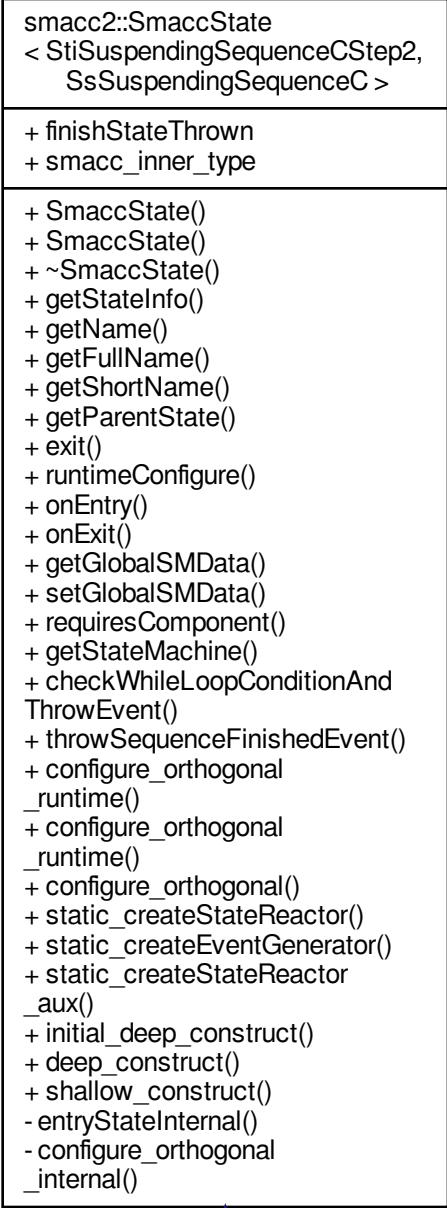 smacc2::SmaccState
< StiSuspendingSequenceCStep2,
SsSuspendingSequenceC >
+ finishStateThrown
+ smacc_inner_type
+ SmaccState()
+ SmaccState()
+ ~SmaccState()
+ getStateInfo()
+ getName()
+ getFullName()
+ getShortName()
+ getParentState()
+ exit()
+ runtimeConfigure()
+ onEntry()
+ onExit()
+ getGlobalSMData()
+ setGlobalSMData()
+ requiresComponent()
+ getStateMachine()
+ checkWhileLoopConditionAnd
ThrowEvent()
+ throwSequenceFinishedEvent()
+ configure_orthogonal
_runtime()
+ configure_orthogonal
_runtime()
+ configure_orthogonal()
+ static_createStateReactor()
+ static_createEventGenerator()
+ static_createStateReactor
_aux()
+ initial_deep_construct()
+ deep_construct()
+ shallow_construct()
- entryStateInternal()
- configure_orthogonal
_internal()